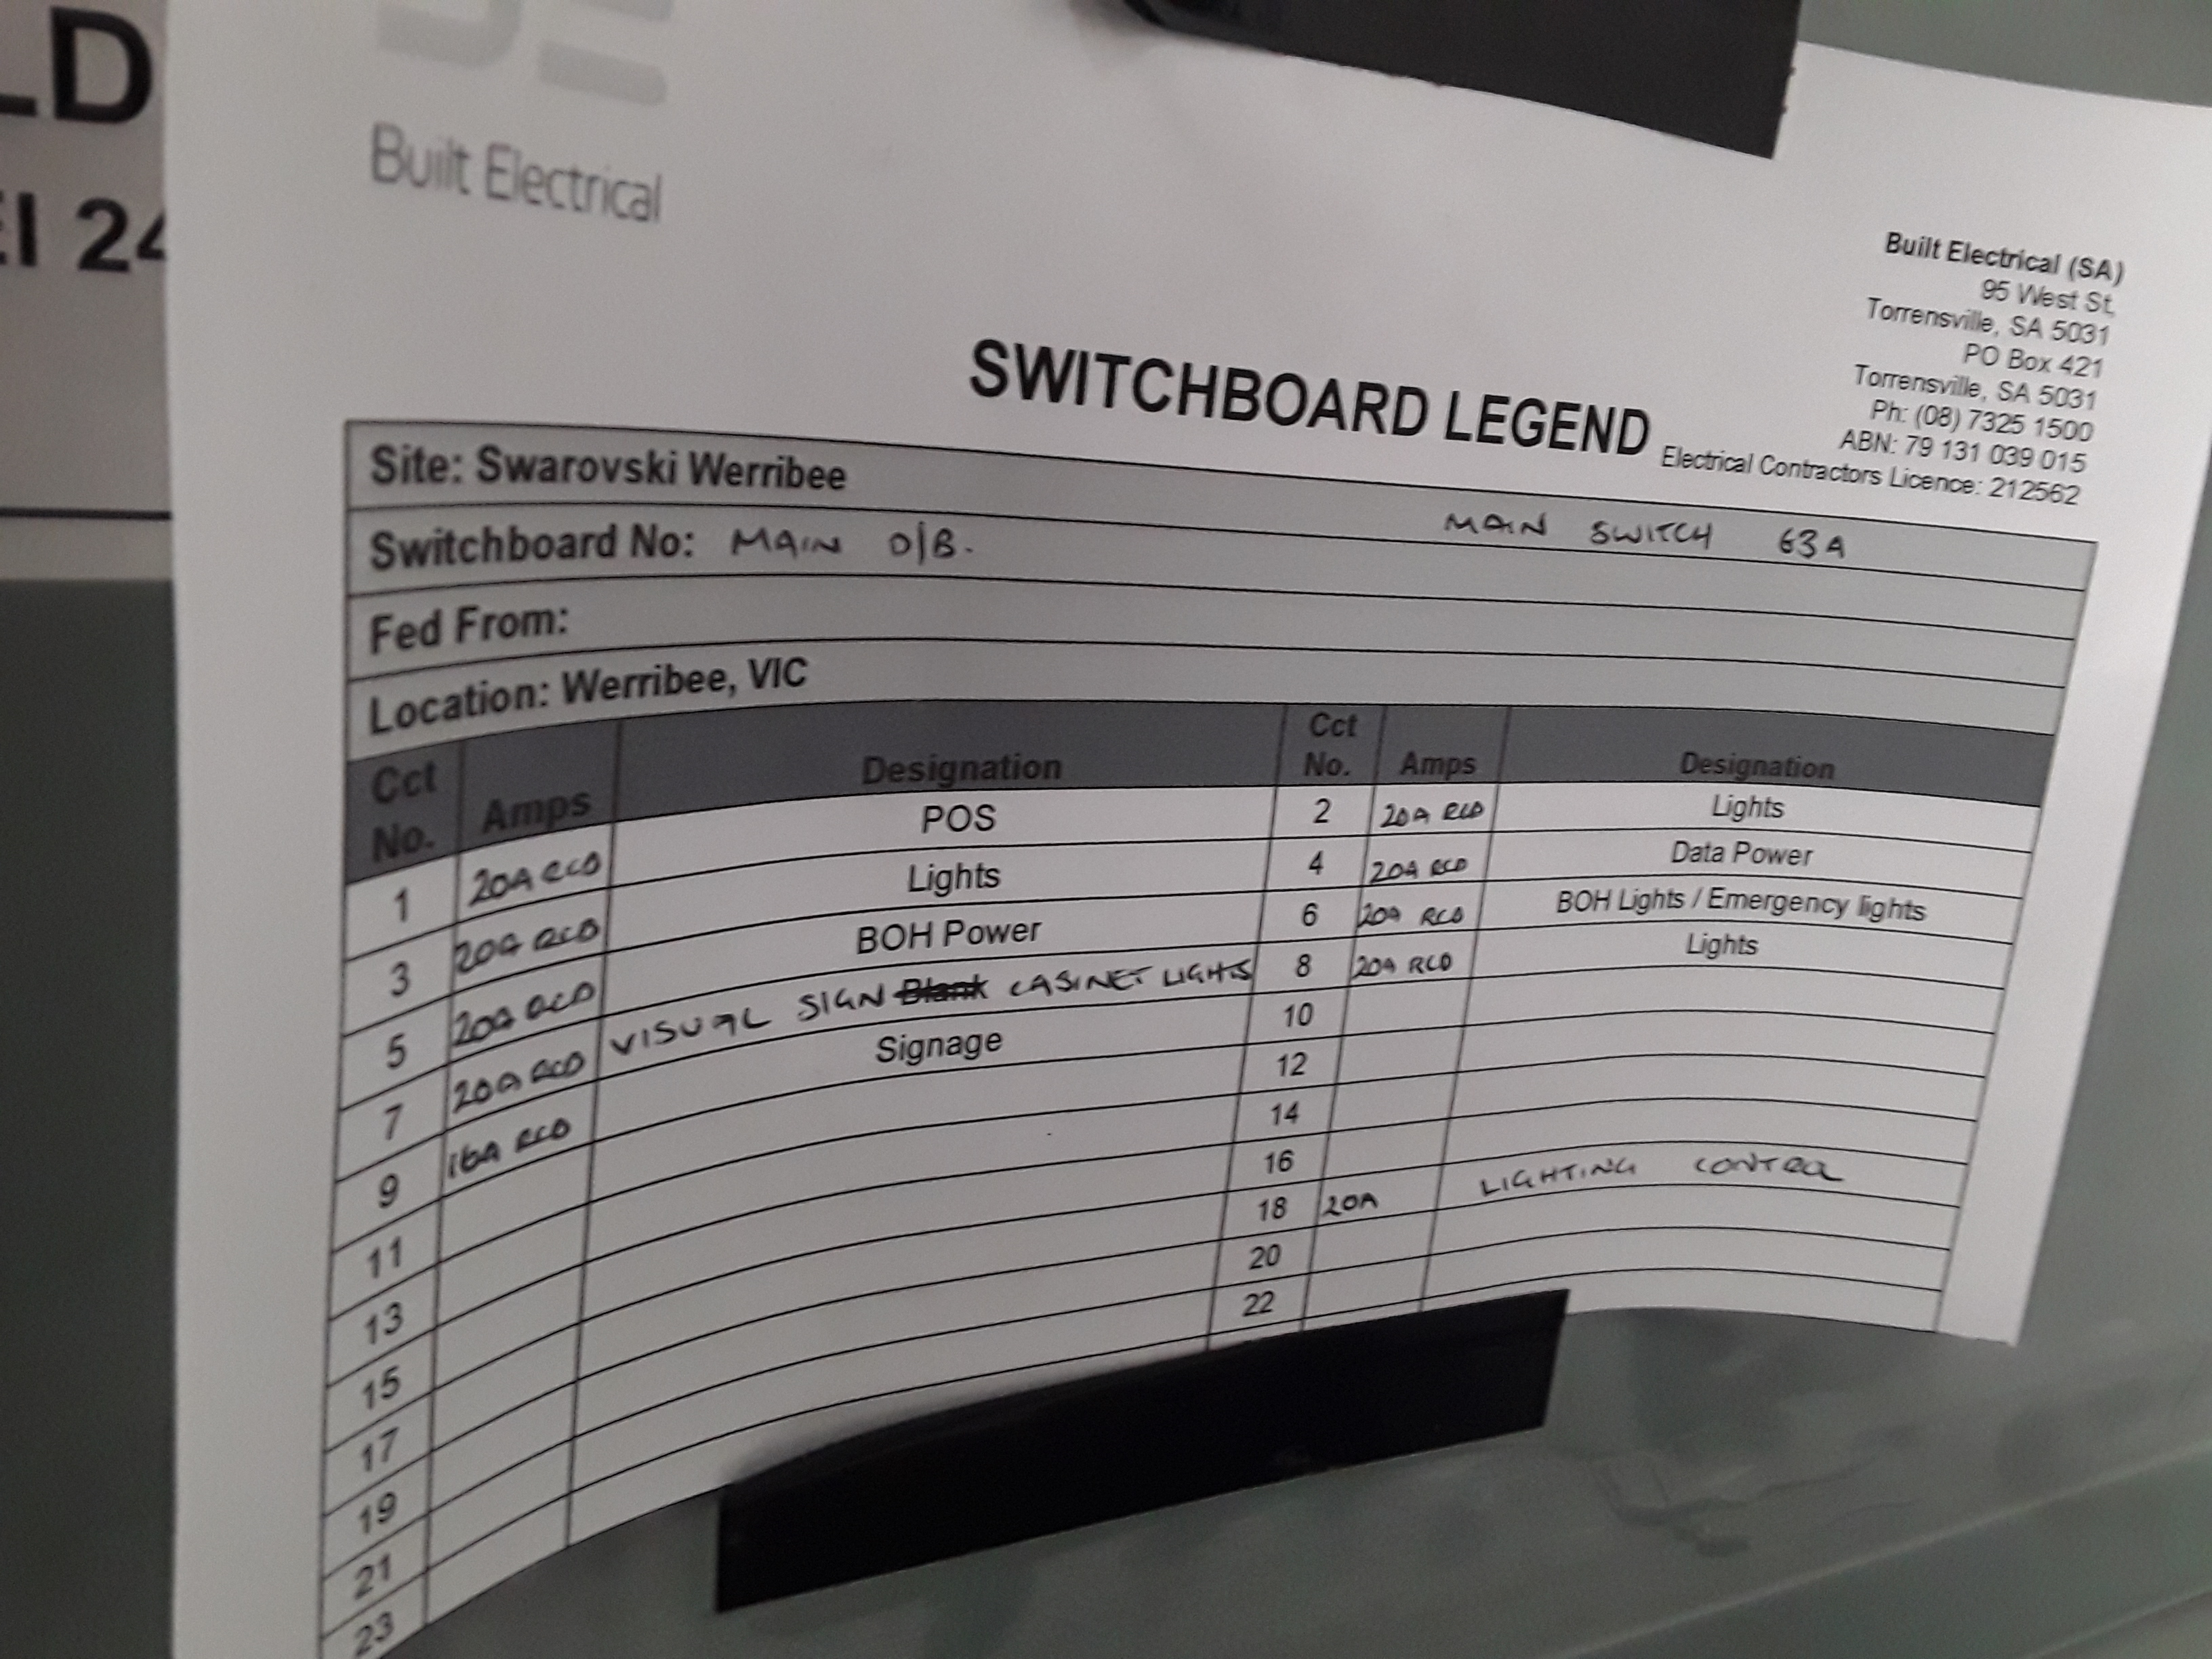 LD
EI 24
Built Electrical
Built Electrical (SA)
95 West St,
Torrensville, SA 5031
PO Box 421
Torrensville, SA 5031
Ph: (08) 7325 1500
ABN: 79 131 039 015
Electrical Contractors Licence: 212562
SWITCHBOARD LEGEND
Site: Swarovski Werribee
Switchboard No: MAIN D/B. MAIN SWITCH 63A
Fed From:
Location: Werribee, VIC
Cct No. Amps Designation Cct No. Amps Designation
1 20A RCD POS 2 20A RCD Lights
3 20A RCD Lights 4 20A RCD Data Power
5 20A RCD BOH Power 6 20A RCD BOH Lights / Emergency lights
7 20A RCD VISUAL SIGN Blank CABINET LIGHTS 8 20A RCD Lights
9 16A RCD Signage 10
11 12
13 14
15 16
17 18 20A LIGHTING CONTROL
19 20
21 22
23